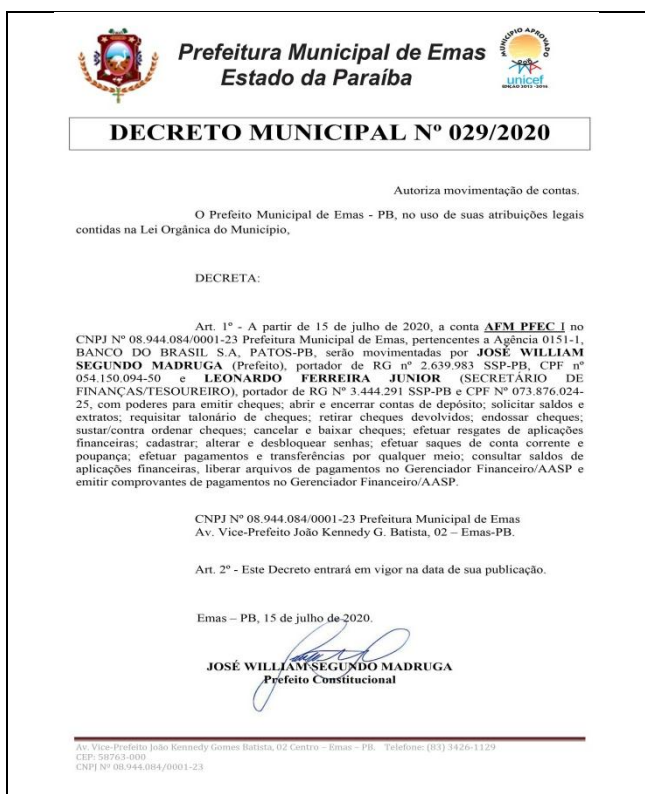 Prefeitura Municipal de Emas
Estado da Paraíba
MUNICÍPIO APROVADO
unicef
EDIÇÃO 2013 - 2016
DECRETO MUNICIPAL Nº 029/2020
Autoriza movimentação de contas.
O Prefeito Municipal de Emas - PB, no uso de suas atribuições legais
contidas na Lei Orgânica do Município,
DECRETA:
Art. 1º - A partir de 15 de julho de 2020, a conta AFM PFEC I no
CNPJ Nº 08.944.084/0001-23 Prefeitura Municipal de Emas, pertencentes a Agência 0151-1,
BANCO DO BRASIL S.A, PATOS-PB, serão movimentadas por JOSÉ WILLIAM
SEGUNDO MADRUGA (Prefeito), portador de RG nº 2.639.983 SSP-PB, CPF nº
054.150.094-50 e LEONARDO FERREIRA JUNIOR (SECRETÁRIO DE
FINANÇAS/TESOUREIRO), portador de RG Nº 3.444.291 SSP-PB e CPF Nº 073.876.024-
25, com poderes para emitir cheques; abrir e encerrar contas de depósito; solicitar saldos e
extratos; requisitar talonário de cheques; retirar cheques devolvidos; endossar cheques;
sustar/contra ordenar cheques; cancelar e baixar cheques; efetuar resgates de aplicações
financeiras; cadastrar; alterar e desbloquear senhas; efetuar saques de conta corrente e
poupança; efetuar pagamentos e transferências por qualquer meio; consultar saldos de
aplicações financeiras, liberar arquivos de pagamentos no Gerenciador Financeiro/AASP e
emitir comprovantes de pagamentos no Gerenciador Financeiro/AASP.
CNPJ Nº 08.944.084/0001-23 Prefeitura Municipal de Emas
Av. Vice-Prefeito João Kennedy G. Batista, 02 – Emas-PB.
Art. 2º - Este Decreto entrará em vigor na data de sua publicação.
Emas – PB, 15 de julho de 2020.
JOSÉ WILLIAM SEGUNDO MADRUGA
Prefeito Constitucional
Av. Vice-Prefeito João Kennedy Gomes Batista, 02 Centro – Emas – PB. Telefone: (83) 3426-1129
CEP: 58763-000
CNPJ Nº 08.944.084/0001-23